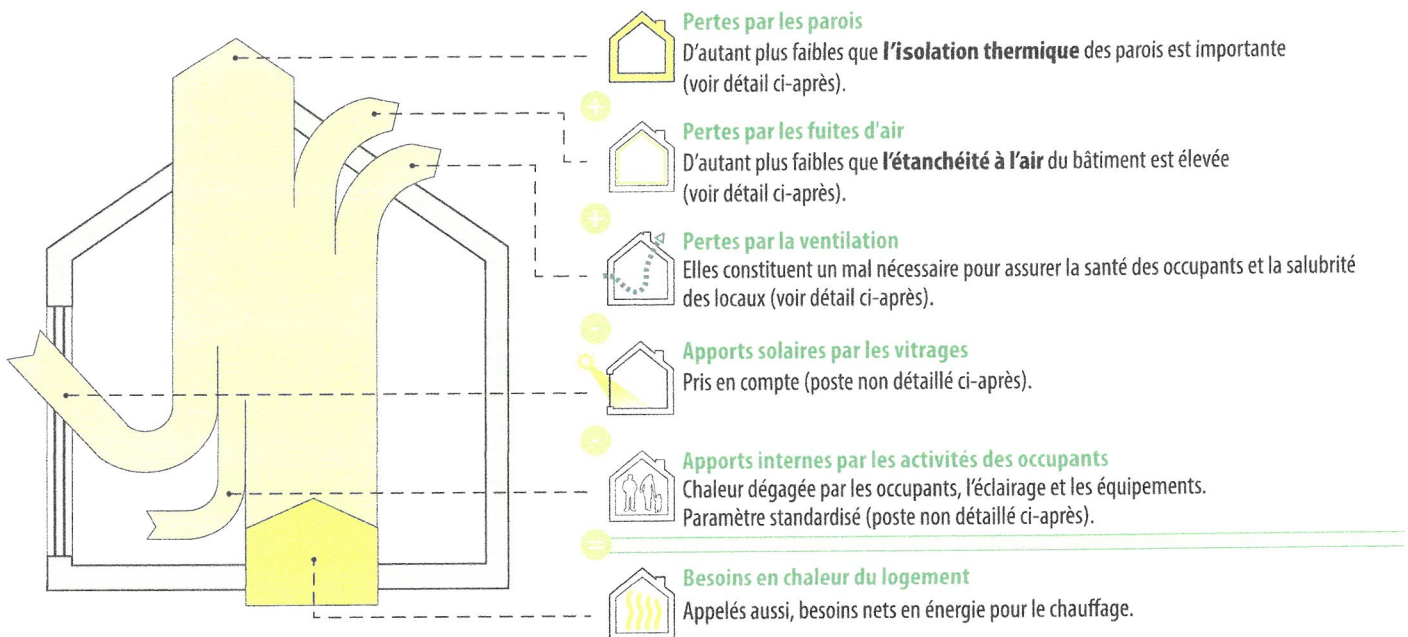 Pertes par les parois
D'autant plus faibles que l'isolation thermique des parois est importante
(voir détail ci-après).
+
Pertes par les fuites d'air
D'autant plus faibles que l'étanchéité à l'air du bâtiment est élevée
(voir détail ci-après).
+
Pertes par la ventilation
Elles constituent un mal nécessaire pour assurer la santé des occupants et la salubrité
des locaux (voir détail ci-après).
-
Apports solaires par les vitrages
Pris en compte (poste non détaillé ci-après).
-
Apports internes par les activités des occupants
Chaleur dégagée par les occupants, l'éclairage et les équipements.
Paramètre standardisé (poste non détaillé ci-après).
=
Besoins en chaleur du logement
Appelés aussi, besoins nets en énergie pour le chauffage.